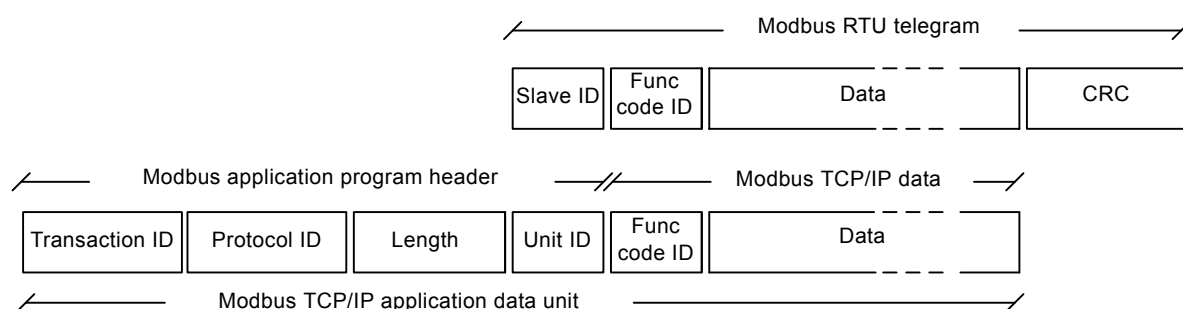 Modbus RTU telegram
Slave ID
Func
code ID
Data
CRC
Modbus application program header
Modbus TCP/IP data
Transaction ID
Protocol ID
Length
Unit ID
Func
code ID
Data
Modbus TCP/IP application data unit